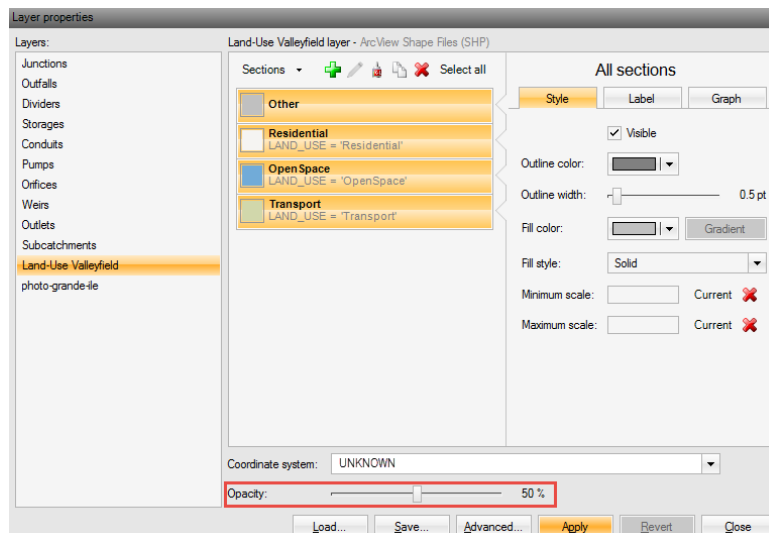 Layer properties
Layers:
Junctions
Outfalls
Dividers
Storages
Conduits
Pumps
Orifices
Weirs
Outlets
Subcatchments
Land-Use Valleyfield
photo-grande-ile
Land-Use Valleyfield layer - ArcView Shape Files (SHP)
Sections
Select all
Other
Residential
LAND_USE = 'Residential'
OpenSpace
LAND_USE = 'OpenSpace'
Transport
LAND_USE = 'Transport'
All sections
Style Label Graph
Visible
Outline color:
Outline width: 0.5 pt
Fill color: Gradient
Fill style: Solid
Minimum scale: Current
Maximum scale: Current
Coordinate system: UNKNOWN
Opacity: 50 %
Load... Save... Advanced... Apply Revert Close